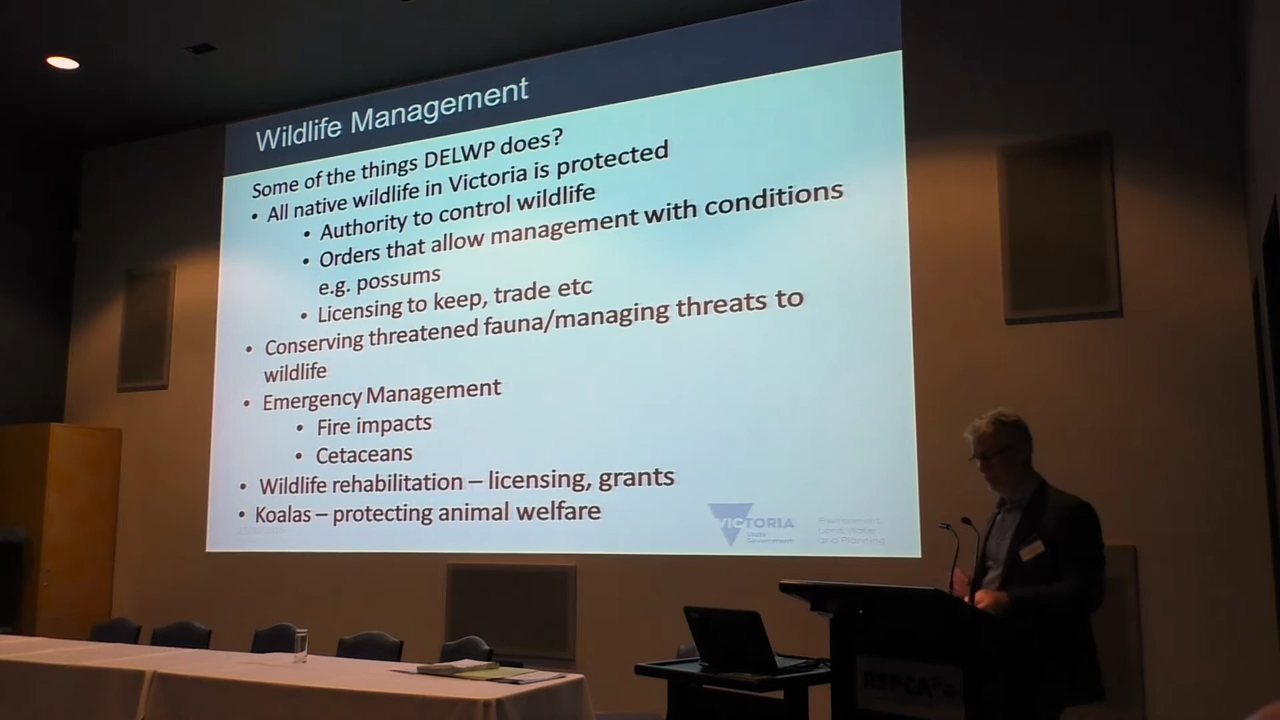 Wildlife Management
Some of the things DELWP does?
• All native wildlife in Victoria is protected
• Authority to control wildlife
• Orders that allow management with conditions
e.g. possums
• Licensing to keep, trade etc
• Conserving threatened fauna/managing threats to
wildlife
• Emergency Management
• Fire impacts
• Cetaceans
• Wildlife rehabilitation – licensing, grants
• Koalas – protecting animal welfare
VICTORIA
State
Government
Environment,
Land, Water
and Planning
RSPCA